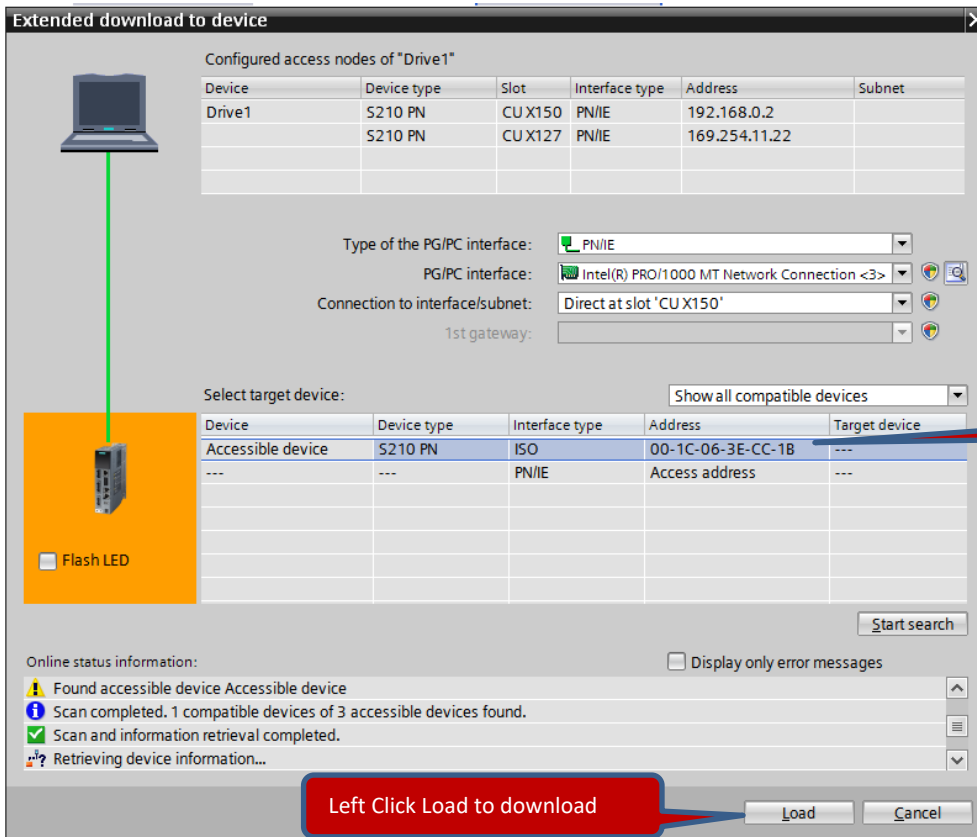 Extended download to device
Configured access nodes of "Drive1"
Device Device type Slot Interface type Address Subnet
Drive1 S210 PN CU X150 PN/IE 192.168.0.2
S210 PN CU X127 PN/IE 169.254.11.22
Type of the PG/PC interface: PN/IE
PG/PC interface: Intel(R) PRO/1000 MT Network Connection <3>
Connection to interface/subnet: Direct at slot 'CU X150'
1st gateway:
Select target device: Show all compatible devices
Device Device type Interface type Address Target device
Accessible device S210 PN ISO 00-1C-06-3E-CC-1B ---
--- --- PN/IE Access address ---
Flash LED
Start search
Online status information: Display only error messages
Found accessible device Accessible device
Scan completed. 1 compatible devices of 3 accessible devices found.
Scan and information retrieval completed.
Retrieving device information...
Left Click Load to download
Load Cancel